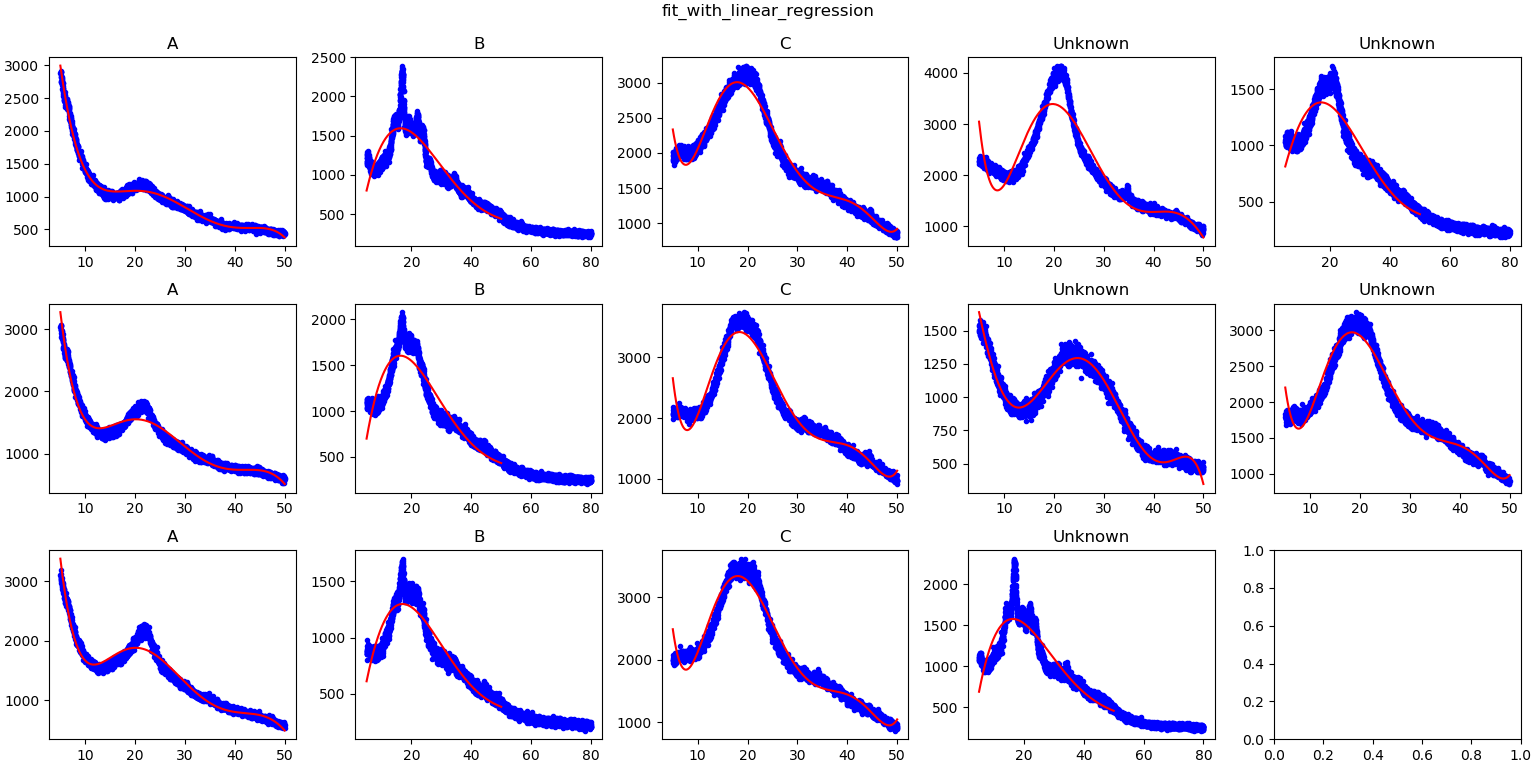 fit_with_linear_regression
A B C Unknown Unknown
3000 2500 2000 1500 1000 500
10 20 30 40 50
2500 2000 1500 1000 500
20 40 60 80
3000 2500 2000 1500 1000
10 20 30 40 50
4000 3000 2000 1000
10 20 30 40 50
1500 1000 500
20 40 60 80
A B C Unknown Unknown
3000 2000 1000
10 20 30 40 50
2000 1500 1000 500
20 40 60 80
3000 2000 1000
10 20 30 40 50
1500 1250 1000 750 500
10 20 30 40 50
3000 2500 2000 1500 1000
10 20 30 40 50
A B C Unknown
3000 2000 1000
10 20 30 40 50
1500 1000 500
20 40 60 80
3000 2000 1000
10 20 30 40 50
2000 1500 1000 500
20 40 60 80
1.0 0.8 0.6 0.4 0.2 0.0
0.0 0.2 0.4 0.6 0.8 1.0